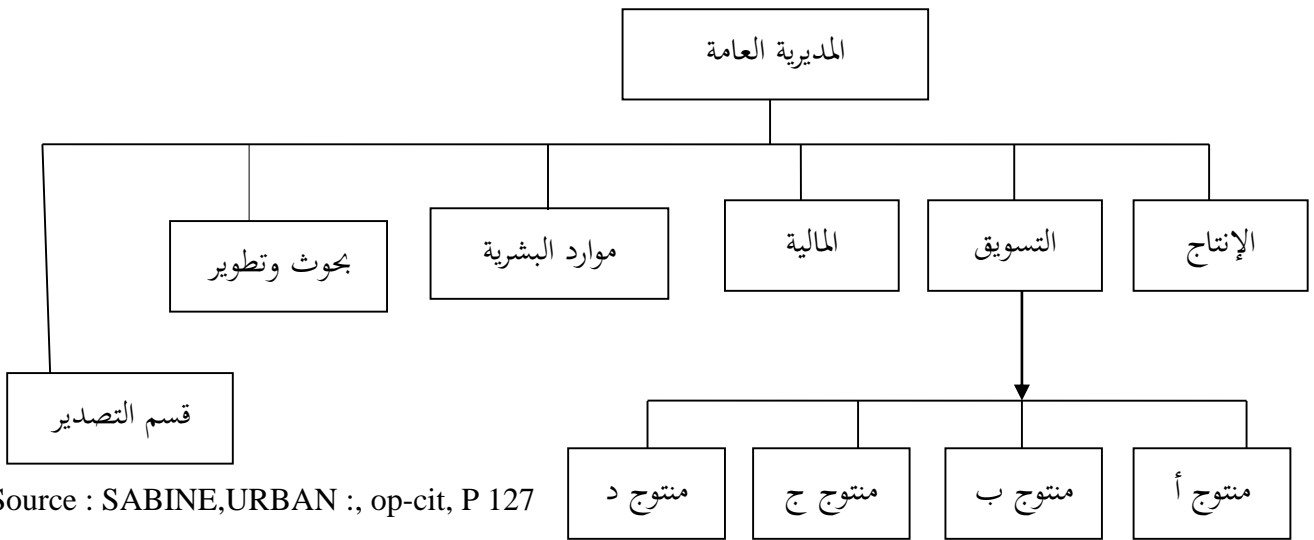 المديرية العامة
الإنتاج
التسويق
المالية
موارد البشرية
بحوث وتطوير
قسم التصدير
منتوج أ
منتوج ب
منتوج ج
منتوج د
Source : SABINE,URBAN :, op-cit, P 127